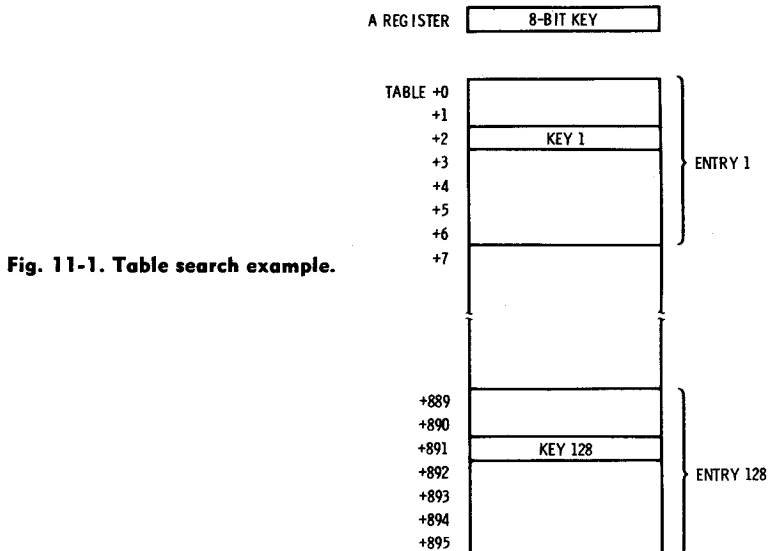 A REGISTER 8-BIT KEY
TABLE +0
+1
+2 KEY 1
+3 ENTRY 1
+4
+5
+6
Fig. 11-1. Table search example.
+7
+889
+890
+891 KEY 128
+892 ENTRY 128
+893
+894
+895